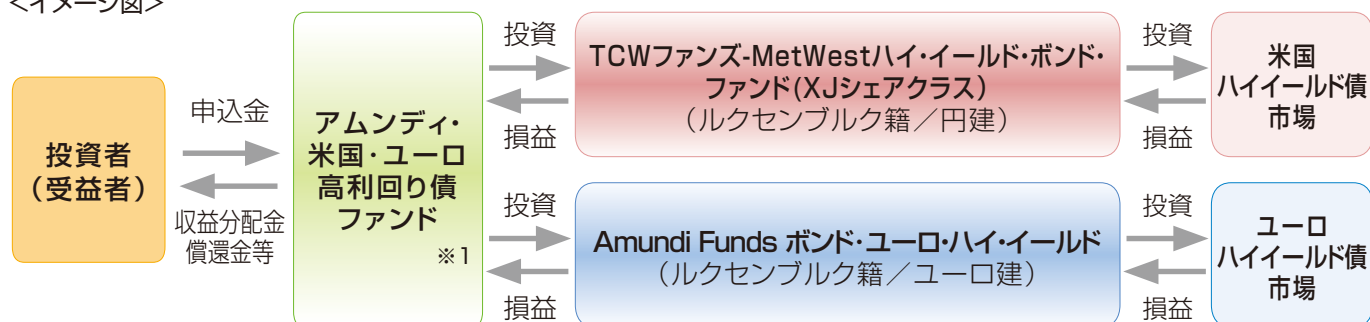 <イメージ図>
投資者
(受益者)
申込金
収益分配金
償還金等
アムンディ・
米国・ユーロ
高利回り債
ファンド
※1
投資
損益
TCWファンズ-MetWestハイ・イールド・ボンド・
ファンド(XJシェアクラス)
(ルクセンブルク籍／円建)
投資
損益
米国
ハイイールド債
市場
投資
損益
Amundi Funds ボンド・ユーロ・ハイ・イールド
(ルクセンブルク籍／ユーロ建)
投資
損益
ユーロ
ハイイールド債
市場